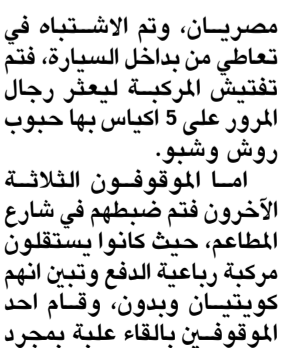 مصريان، وتم الاشتباه في
تعاطي من بداخل السيارة، فتم
تفتيش المركبة ليعثر رجال
المرور على 5 اكياس بها حبوب
روش وشبو.
اما الموقوفون الثلاثة
الآخرون فتم ضبطهم في شارع
المطاعم، حيث كانوا يستقلون
مركبة رباعية الدفع وتبين انهم
كويتيان وبدون، وقام احد
الموقوفين بالقاء علبة بمجرد